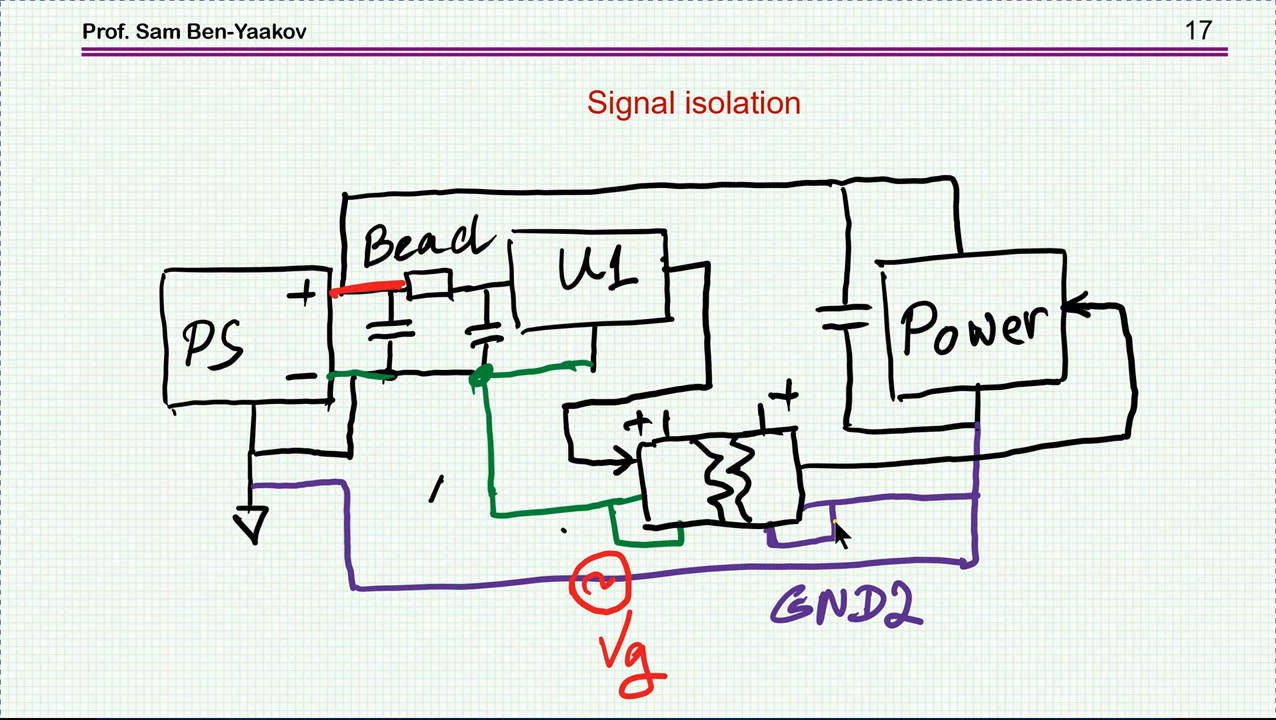 Prof. Sam Ben-Yaakov
17
Signal isolation
Bead
U1
+
PS
Power
-
+
+
~
GND2
Vg